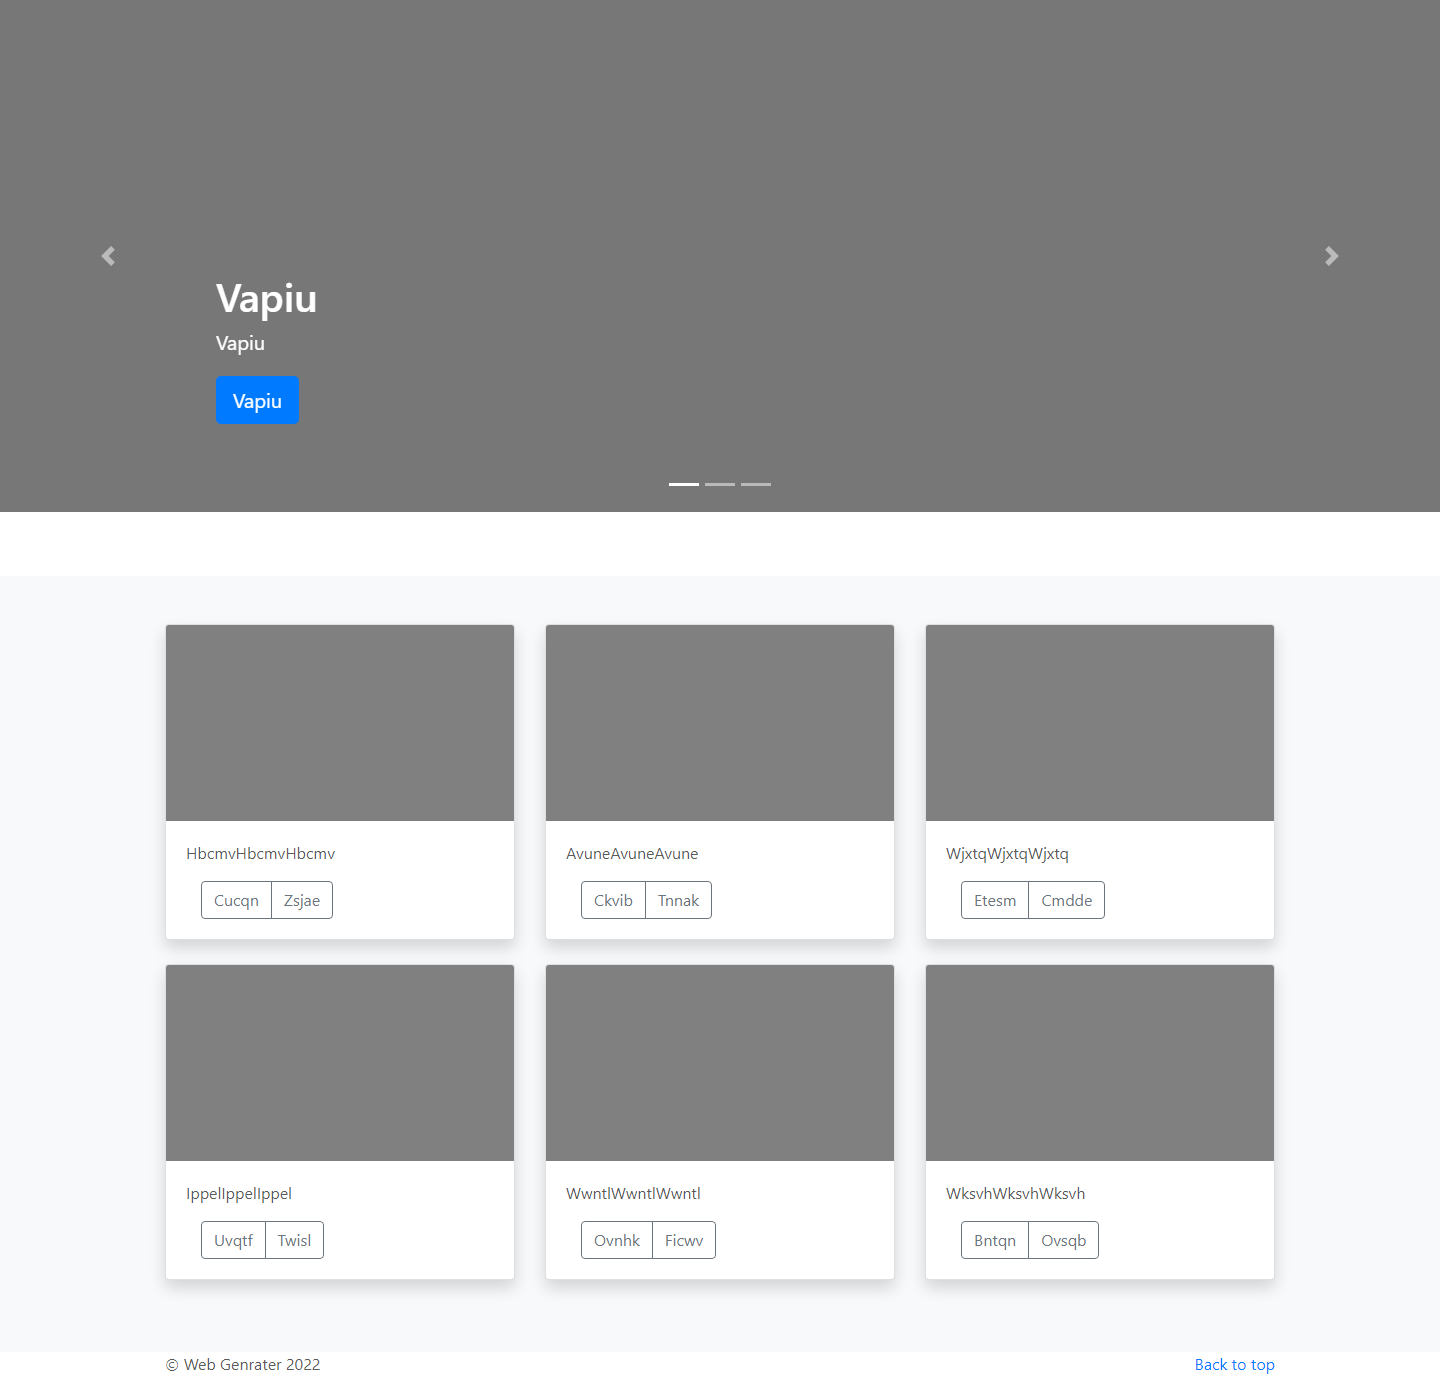 Vapiu
Vapiu
Vapiu
HbcmvHbcmvHbcmv
Cucqn Zsjae
AvuneAvuneAvune
Ckvib Tnnak
WjxtqWjxtqWjxtq
Etesm Cmdde
IppelIppelIppel
Uvqtf Twisl
WwntlWwntlWwntl
Ovnhk Ficwv
WksvhWksvhWksvh
Bntqn Ovsqb
© Web Genrater 2022
Back to top